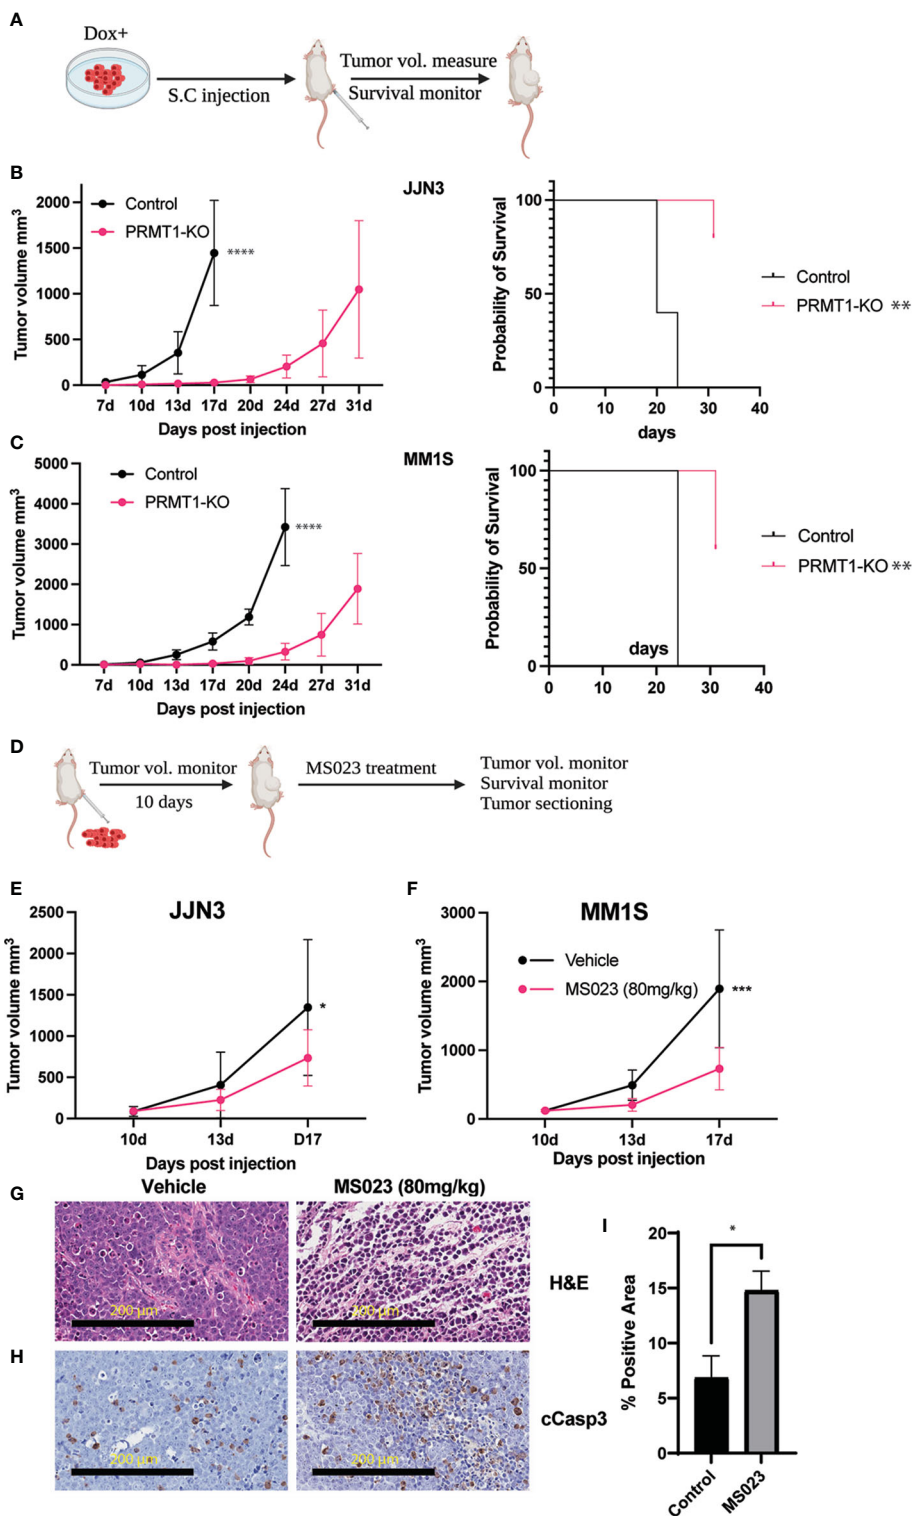 A
Dox+
S.C injection
Tumor vol. measure
Survival monitor
B
JJN3
Tumor volume mm3
2000
1500
1000
500
0
Control
PRMT1-KO
****
7d 10d 13d 17d 20d 24d 27d 31d
Days post injection
Probability of Survival
100
50
0
0 10 20 30 40
days
Control
PRMT1-KO **
C
MM1S
Tumor volume mm3
5000
4000
3000
2000
1000
0
Control
PRMT1-KO
****
7d 10d 13d 17d 20d 24d 27d 31d
Days post injection
Probability of Survival
100
50
0
days
0 10 20 30 40
Control
PRMT1-KO **
D
Tumor vol. monitor
10 days
MS023 treatment
Tumor vol. monitor
Survival monitor
Tumor sectioning
E
JJN3
Tumor volume mm3
2500
2000
1500
1000
500
0
*
10d 13d D17
Days post injection
F
MM1S
Tumor volume mm3
3000
2000
1000
0
Vehicle
MS023 (80mg/kg)
***
10d 13d 17d
Days post injection
G
Vehicle
MS023 (80mg/kg)
200 µm
200 µm
H&E
H
200 µm
200 µm
cCasp3
I
% Positive Area
20
15
10
5
0
*
Control
MS023